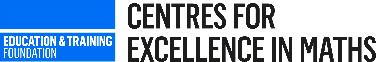 EDUCATION & TRAINING
FOUNDATION
CENTRES FOR
EXCELLENCE IN MATHS